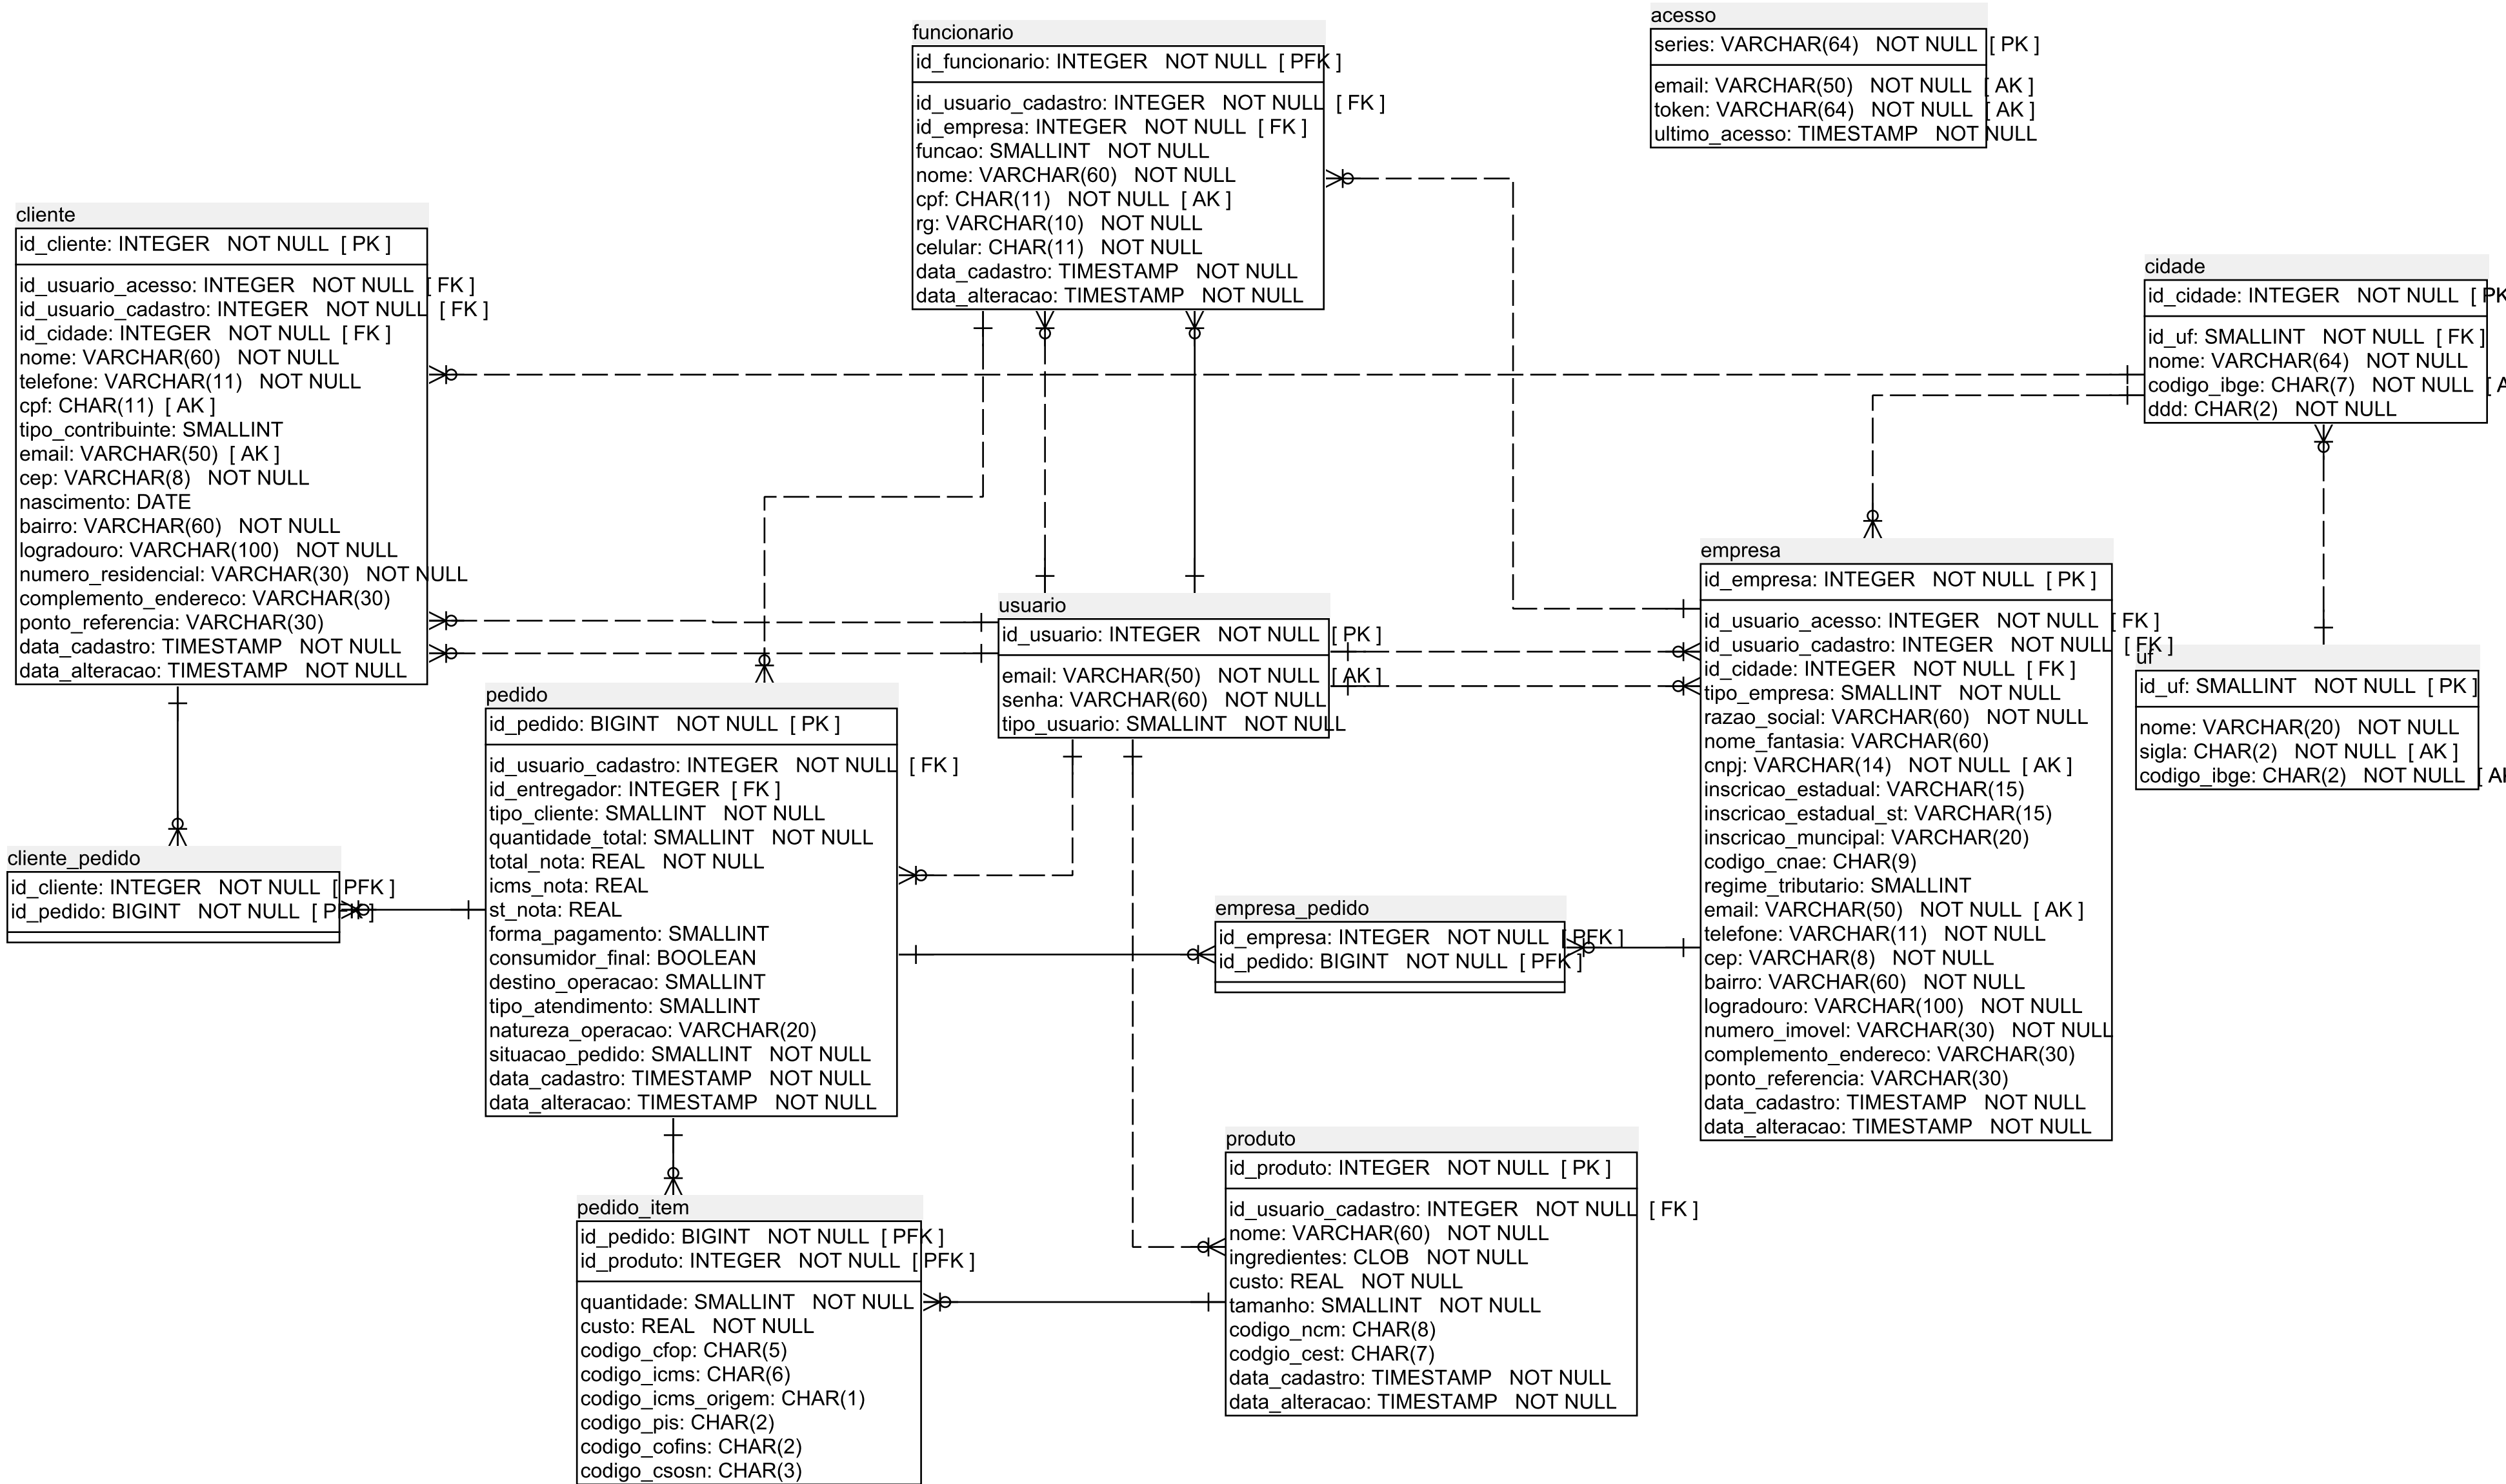 funcionario
id_funcionario: INTEGER NOT NULL [ PFK ]
id_usuario_cadastro: INTEGER NOT NULL [ FK ]
id_empresa: INTEGER NOT NULL [ FK ]
funcao: SMALLINT NOT NULL
nome: VARCHAR(60) NOT NULL
cpf: CHAR(11) NOT NULL [ AK ]
rg: VARCHAR(10) NOT NULL
celular: CHAR(11) NOT NULL
data_cadastro: TIMESTAMP NOT NULL
data_alteracao: TIMESTAMP NOT NULL
acesso
series: VARCHAR(64) NOT NULL [ PK ]
email: VARCHAR(50) NOT NULL [ AK ]
token: VARCHAR(64) NOT NULL [ AK ]
ultimo_acesso: TIMESTAMP NOT NULL
cliente
id_cliente: INTEGER NOT NULL [ PK ]
id_usuario_acesso: INTEGER NOT NULL [ FK ]
id_usuario_cadastro: INTEGER NOT NULL [ FK ]
id_cidade: INTEGER NOT NULL [ FK ]
nome: VARCHAR(60) NOT NULL
telefone: VARCHAR(11) NOT NULL
cpf: CHAR(11) [ AK ]
tipo_contribuinte: SMALLINT
email: VARCHAR(50) [ AK ]
cep: VARCHAR(8) NOT NULL
nascimento: DATE
bairro: VARCHAR(60) NOT NULL
logradouro: VARCHAR(100) NOT NULL
numero_residencial: VARCHAR(30) NOT NULL
complemento_endereco: VARCHAR(30)
ponto_referencia: VARCHAR(30)
data_cadastro: TIMESTAMP NOT NULL
data_alteracao: TIMESTAMP NOT NULL
cidade
id_cidade: INTEGER NOT NULL [ PK
id_uf: SMALLINT NOT NULL [ FK ]
nome: VARCHAR(64) NOT NULL
codigo_ibge: CHAR(7) NOT NULL [ A
ddd: CHAR(2) NOT NULL
usuario
id_usuario: INTEGER NOT NULL [ PK ]
email: VARCHAR(50) NOT NULL [ AK ]
senha: VARCHAR(60) NOT NULL
tipo_usuario: SMALLINT NOT NULL
empresa
id_empresa: INTEGER NOT NULL [ PK ]
id_usuario_acesso: INTEGER NOT NULL [ FK ]
id_usuario_cadastro: INTEGER NOT NULL [ FK ]
id_cidade: INTEGER NOT NULL [ FK ]
tipo_empresa: SMALLINT NOT NULL
razao_social: VARCHAR(60) NOT NULL
nome_fantasia: VARCHAR(60)
cnpj: VARCHAR(14) NOT NULL [ AK ]
inscricao_estadual: VARCHAR(15)
inscricao_estadual_st: VARCHAR(15)
inscricao_muncipal: VARCHAR(20)
codigo_cnae: CHAR(9)
regime_tributario: SMALLINT
email: VARCHAR(50) NOT NULL [ AK ]
telefone: VARCHAR(11) NOT NULL
cep: VARCHAR(8) NOT NULL
bairro: VARCHAR(60) NOT NULL
logradouro: VARCHAR(100) NOT NULL
numero_imovel: VARCHAR(30) NOT NULL
complemento_endereco: VARCHAR(30)
ponto_referencia: VARCHAR(30)
data_cadastro: TIMESTAMP NOT NULL
data_alteracao: TIMESTAMP NOT NULL
uf
id_uf: SMALLINT NOT NULL [ PK ]
nome: VARCHAR(20) NOT NULL
sigla: CHAR(2) NOT NULL [ AK ]
codigo_ibge: CHAR(2) NOT NULL [ AK
pedido
id_pedido: BIGINT NOT NULL [ PK ]
id_usuario_cadastro: INTEGER NOT NULL [ FK ]
id_entregador: INTEGER [ FK ]
tipo_cliente: SMALLINT NOT NULL
quantidade_total: SMALLINT NOT NULL
total_nota: REAL NOT NULL
icms_nota: REAL
st_nota: REAL
forma_pagamento: SMALLINT
consumidor_final: BOOLEAN
destino_operacao: SMALLINT
tipo_atendimento: SMALLINT
natureza_operacao: VARCHAR(20)
situacao_pedido: SMALLINT NOT NULL
data_cadastro: TIMESTAMP NOT NULL
data_alteracao: TIMESTAMP NOT NULL
cliente_pedido
id_cliente: INTEGER NOT NULL [ PFK ]
id_pedido: BIGINT NOT NULL [ PFK ]
empresa_pedido
id_empresa: INTEGER NOT NULL [ PFK ]
id_pedido: BIGINT NOT NULL [ PFK ]
produto
id_produto: INTEGER NOT NULL [ PK ]
id_usuario_cadastro: INTEGER NOT NULL [ FK ]
nome: VARCHAR(60) NOT NULL
ingredientes: CLOB NOT NULL
custo: REAL NOT NULL
tamanho: SMALLINT NOT NULL
codigo_ncm: CHAR(8)
codgio_cest: CHAR(7)
data_cadastro: TIMESTAMP NOT NULL
data_alteracao: TIMESTAMP NOT NULL
pedido_item
id_pedido: BIGINT NOT NULL [ PFK ]
id_produto: INTEGER NOT NULL [ PFK ]
quantidade: SMALLINT NOT NULL
custo: REAL NOT NULL
codigo_cfop: CHAR(5)
codigo_icms: CHAR(6)
codigo_icms_origem: CHAR(1)
codigo_pis: CHAR(2)
codigo_cofins: CHAR(2)
codigo_csosn: CHAR(3)